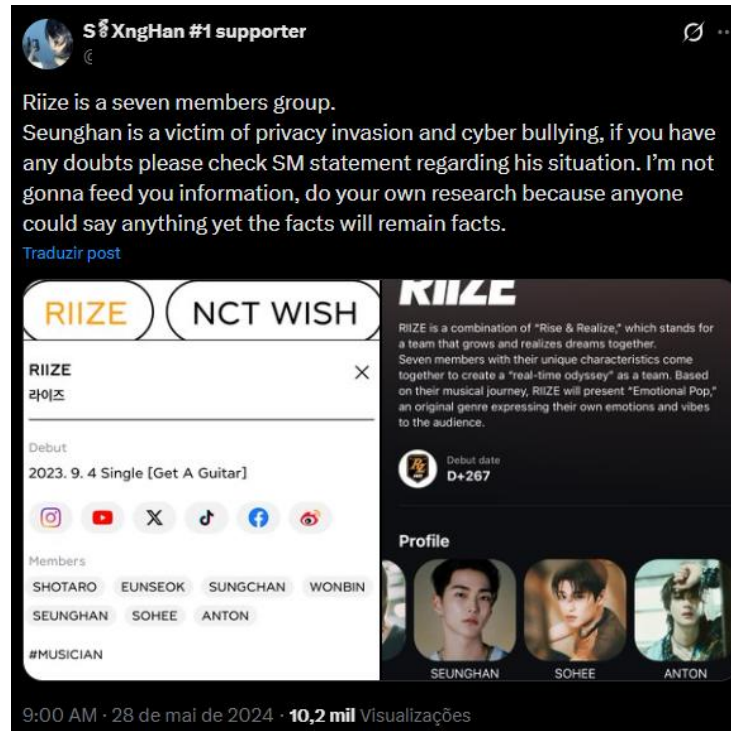 S XngHan #1 supporter
@
Riize is a seven members group.
Seunghan is a victim of privacy invasion and cyber bullying, if you have
any doubts please check SM statement regarding his situation. I’m not
gonna feed you information, do your own research because anyone
could say anything yet the facts will remain facts.
Traduzir post
RIIZE
NCT WISH
RIIZE
라이즈
Debut
2023. 9. 4 Single [Get A Guitar]
Members
SHOTARO EUNSEOK SUNGCHAN WONBIN
SEUNGHAN SOHEE ANTON
#MUSICIAN
RIIZE
RIIZE is a combination of “Rise & Realize,” which stands for
a team that grows and realizes dreams together.
Seven members with their unique characteristics come
together to create a “real-time odyssey” as a team. Based
on their musical journey, RIIZE will present “Emotional Pop,”
an original genre expressing their own emotions and vibes
to the audience.
Debut date
D+267
Profile
SEUNGHAN SOHEE ANTON
9:00 AM · 28 de mai de 2024 · 10,2 mil Visualizações